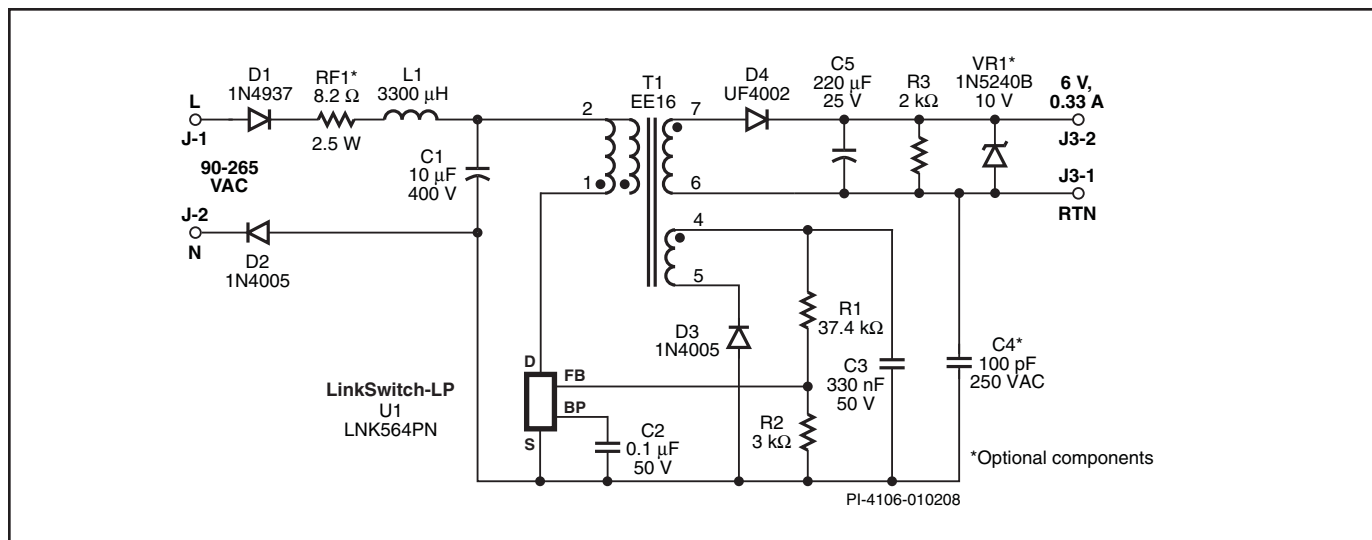 D1
1N4937
RF1*
8.2 Ω
2.5 W
L1
3300 µH
L
J-1
90-265
VAC
J-2
N
D2
1N4005
C1
10 µF
400 V
T1
EE16
2
1
7
6
4
5
D4
UF4002
C5
220 µF
25 V
R3
2 kΩ
VR1*
1N5240B
10 V
6 V,
0.33 A
J3-2
J3-1
RTN
D3
1N4005
R1
37.4 kΩ
C3
330 nF
50 V
C4*
100 pF
250 VAC
LinkSwitch-LP
U1
LNK564PN
D
FB
BP
S
C2
0.1 µF
50 V
R2
3 kΩ
*Optional components
PI-4106-010208